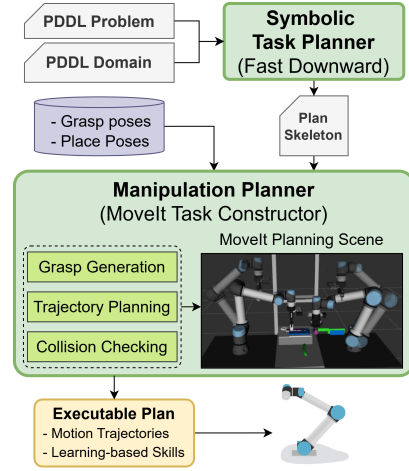 PDDL Problem
PDDL Domain
Symbolic
Task Planner
(Fast Downward)
- Grasp poses
- Place Poses
Plan
Skeleton
Manipulation Planner
(MoveIt Task Constructor)
MoveIt Planning Scene
Grasp Generation
Trajectory Planning
Collision Checking
Executable Plan
- Motion Trajectories
- Learning-based Skills